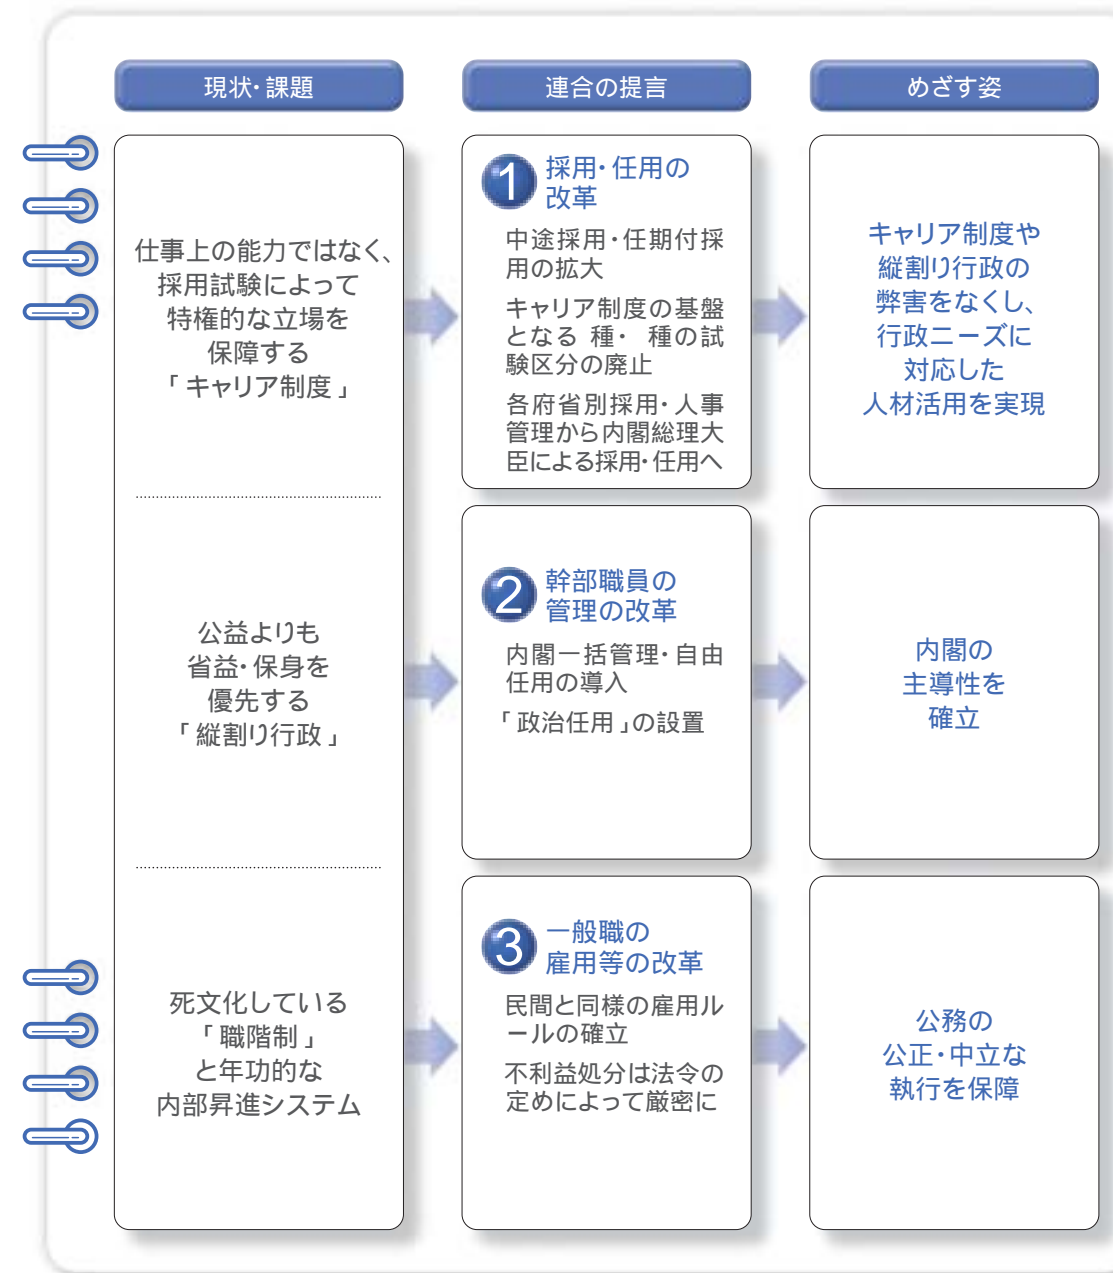 現状・課題
仕事上の能力ではなく、
採用試験によって
特権的な立場を
保障する
「キャリア制度」
公益よりも
省益・保身を
優先する
「縦割り行政」
死文化している
「職階制」
と年功的な
内部昇進システム
連合の提言
1 採用・任用の
改革
中途採用・任期付採
用の拡大
キャリア制度の基盤
となる 種・ 種の試
験区分の廃止
各府省別採用・人事
管理から内閣総理大
臣による採用・任用へ
2 幹部職員の
管理の改革
内閣一括管理・自由
任用の導入
「政治任用」の設置
3 一般職の
雇用等の改革
民間と同様の雇用ル
ールの確立
不利益処分は法令の
定めによって厳密に
めざす姿
キャリア制度や
縦割り行政の
弊害をなくし、
行政ニーズに
対応した
人材活用を実現
内閣の
主導性を
確立
公務の
公正・中立な
執行を保障